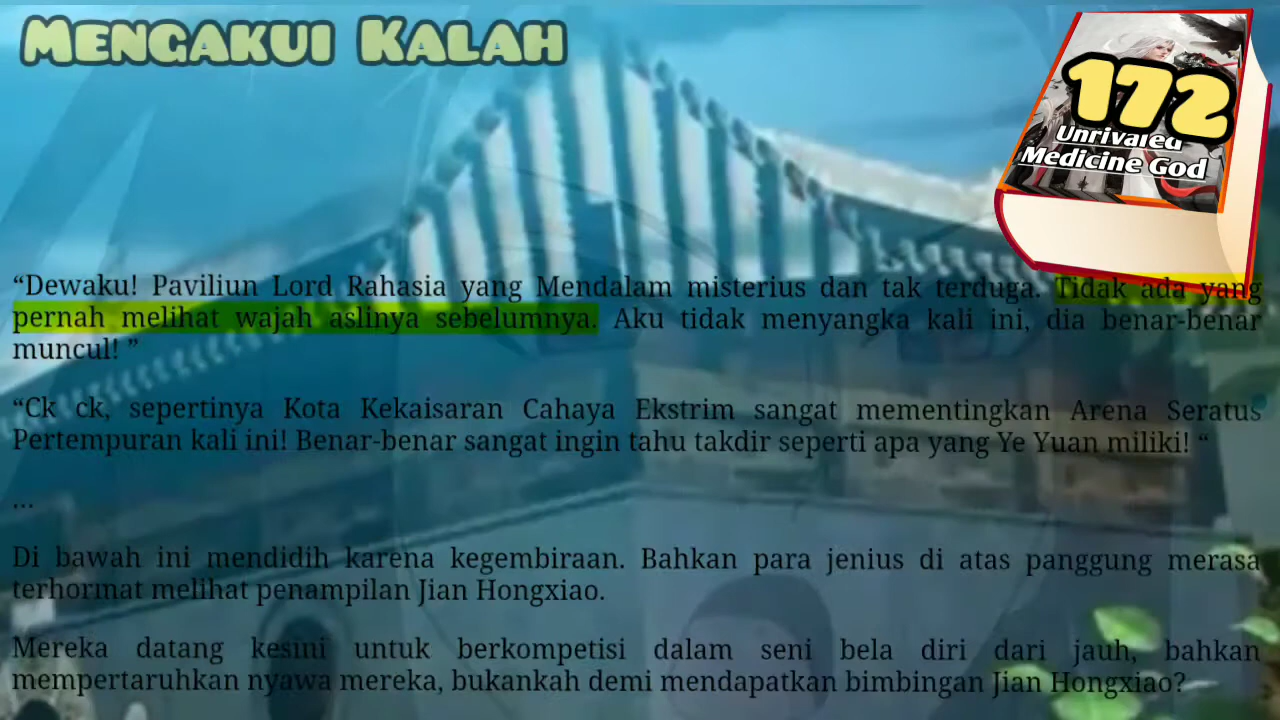 Mengakui Kalah
172
Unrivaled
Medicine God
“Dewaku! Paviliun Lord Rahasia yang Mendalam misterius dan tak terduga. Tidak ada yang
pernah melihat wajah aslinya sebelumnya. Aku tidak menyangka kali ini, dia benar-benar
muncul! ”
“Ck ck, sepertinya Kota Kekaisaran Cahaya Ekstrim sangat mementingkan Arena Seratus
Pertempuran kali ini! Benar-benar sangat ingin tahu takdir seperti apa yang Ye Yuan miliki! “
...
Di bawah ini mendidih karena kegembiraan. Bahkan para jenius di atas panggung merasa
terhormat melihat penampilan Jian Hongxiao.
Mereka datang kesini untuk berkompetisi dalam seni bela diri dari jauh, bahkan
mempertaruhkan nyawa mereka, bukankah demi mendapatkan bimbingan Jian Hongxiao?